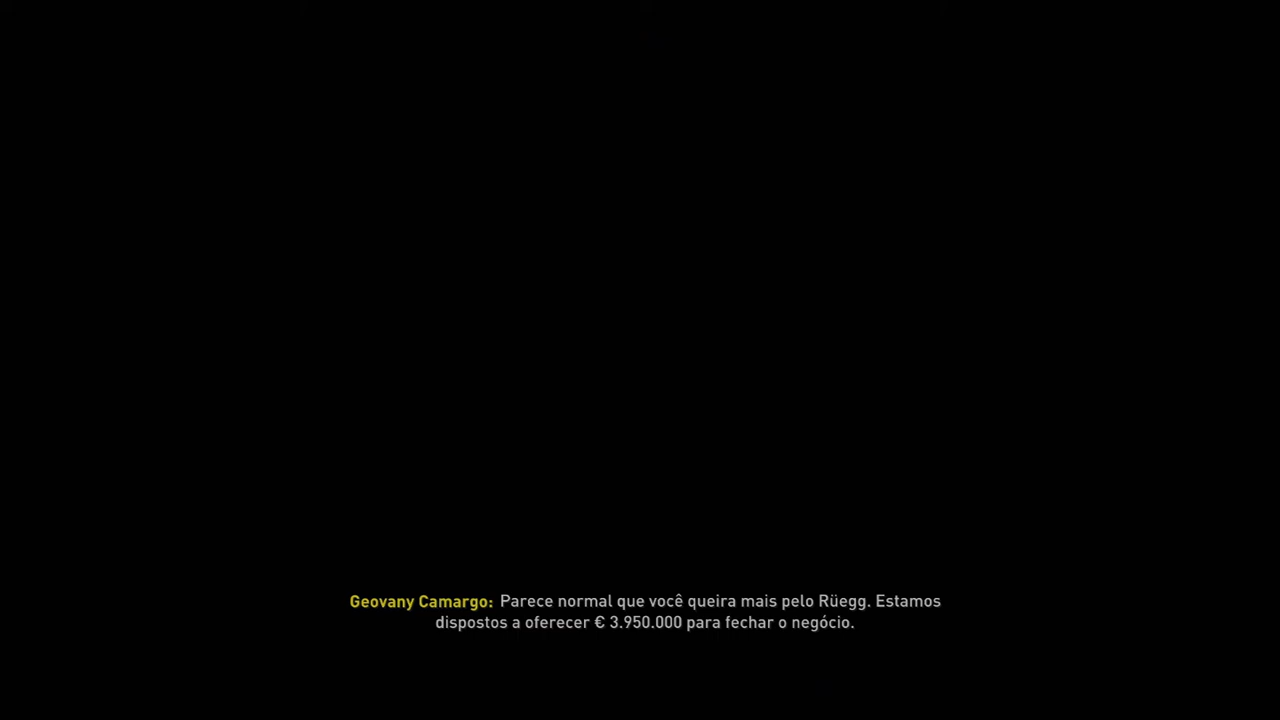 Geovany Camargo: Parece normal que você queira mais pelo Rüegg. Estamos
dispostos a oferecer € 3.950.000 para fechar o negócio.